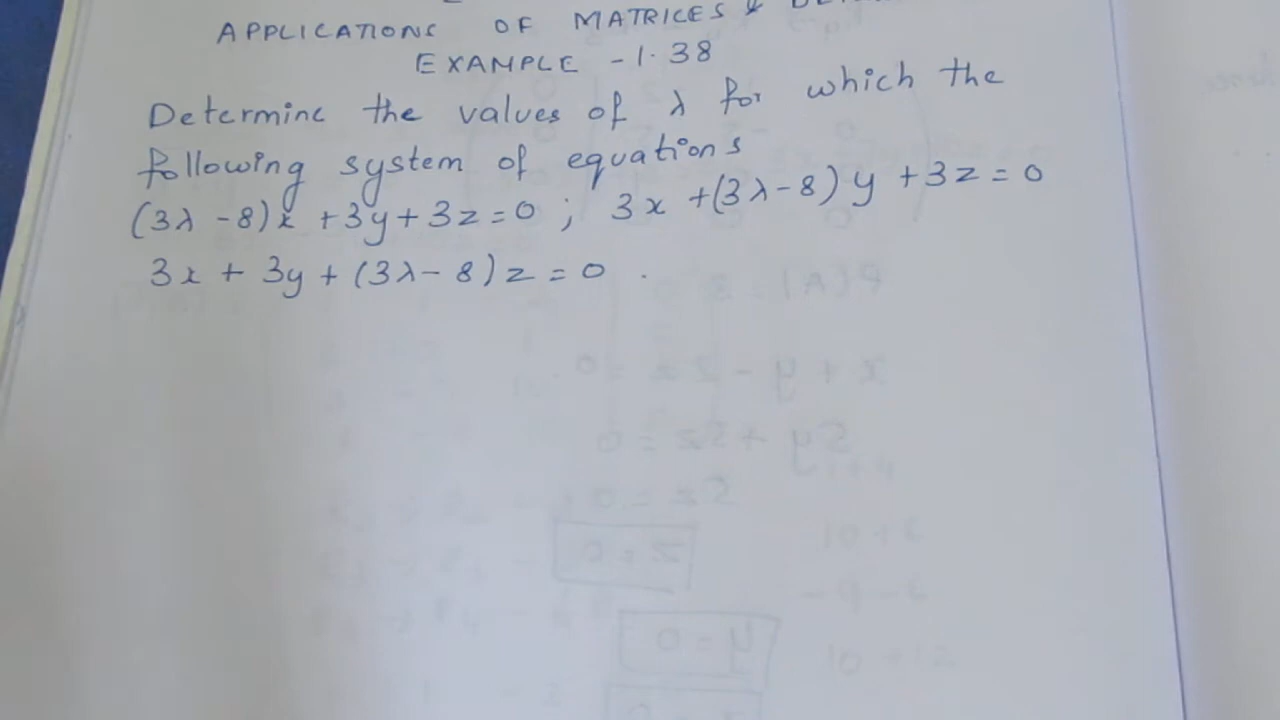 APPLICATIONS OF MATRICES &
EXAMPLE - 1.38
Determine the values of λ for which the
following system of equations
(3λ - 8)x + 3y + 3z = 0 ; 3x + (3λ - 8) y + 3z = 0
3x + 3y + (3λ - 8) z = 0 .